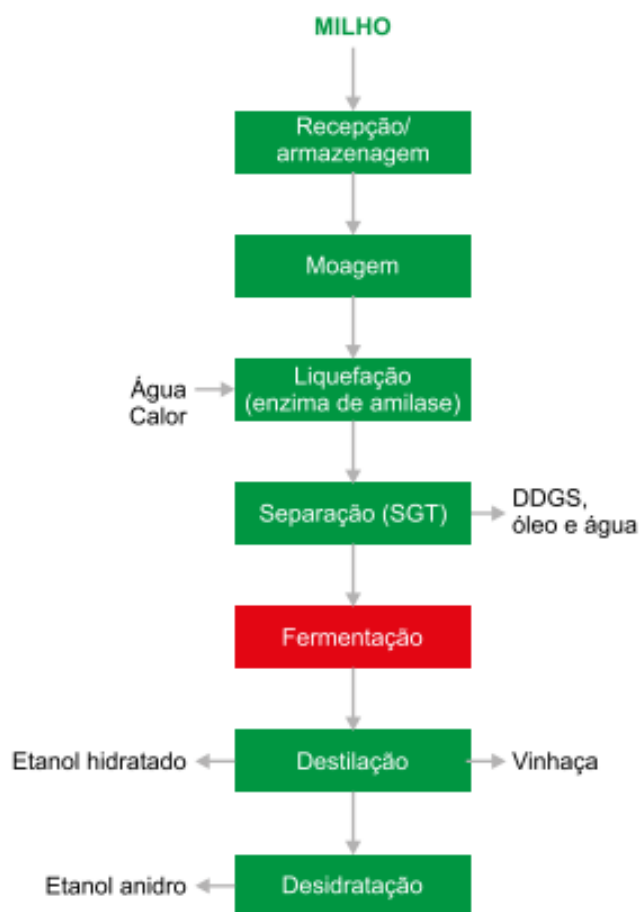 MILHO
Recepção/
armazenagem
Moagem
Água
Calor
Liquefação
(enzima de amilase)
Separação (SGT)
DDGS,
óleo e água
Fermentação
Etanol hidratado
Destilação
Vinhaça
Etanol anidro
Desidratação